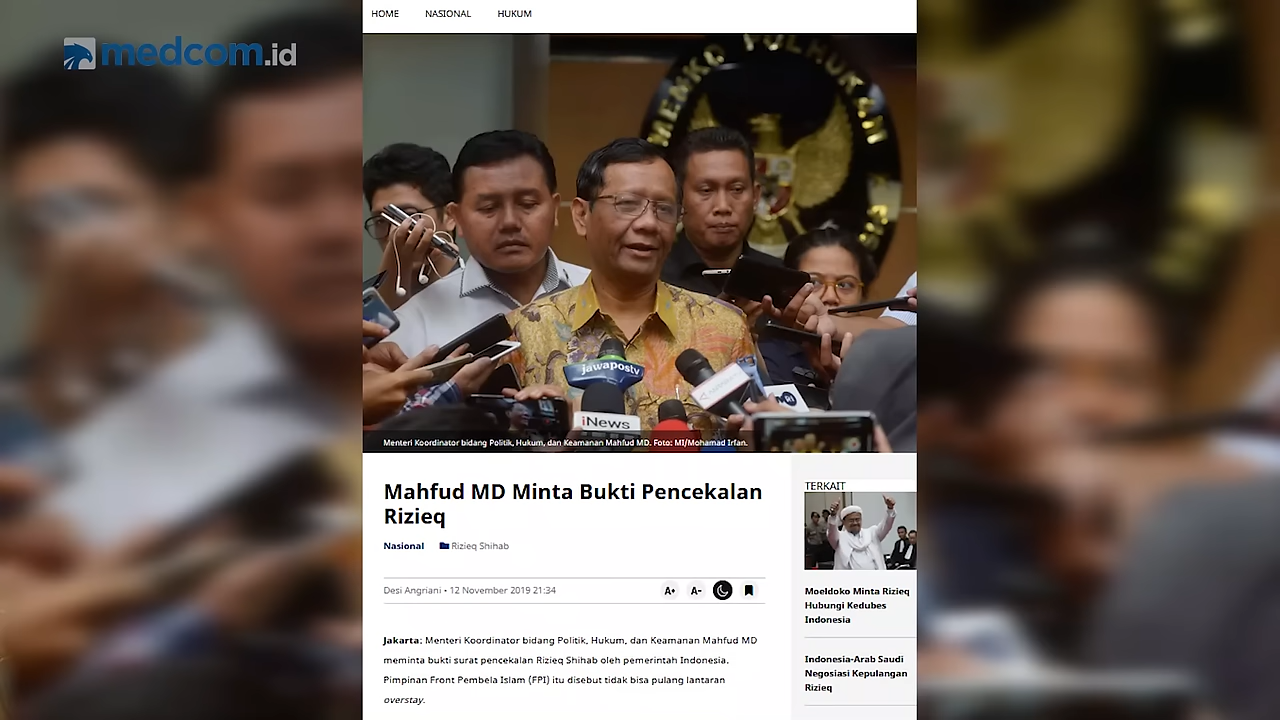 HOME NASIONAL HUKUM
medcom.id
MENKO POLHUKAM
jawapostv
iNews
Menteri Koordinator bidang Politik, Hukum, dan Keamanan Mahfud MD. Foto: MI/Mohamad Irfan.
Mahfud MD Minta Bukti Pencekalan
Rizieq
Nasional Rizieq Shihab
Desi Angriani • 12 November 2019 21:34
A+ A-
Jakarta: Menteri Koordinator bidang Politik, Hukum, dan Keamanan Mahfud MD
meminta bukti surat pencekalan Rizieq Shihab oleh pemerintah Indonesia.
Pimpinan Front Pembela Islam (FPI) itu disebut tidak bisa pulang lantaran
overstay.
TERKAIT
Moeldoko Minta Rizieq
Hubungi Kedubes
Indonesia
Indonesia-Arab Saudi
Negosiasi Kepulangan
Rizieq